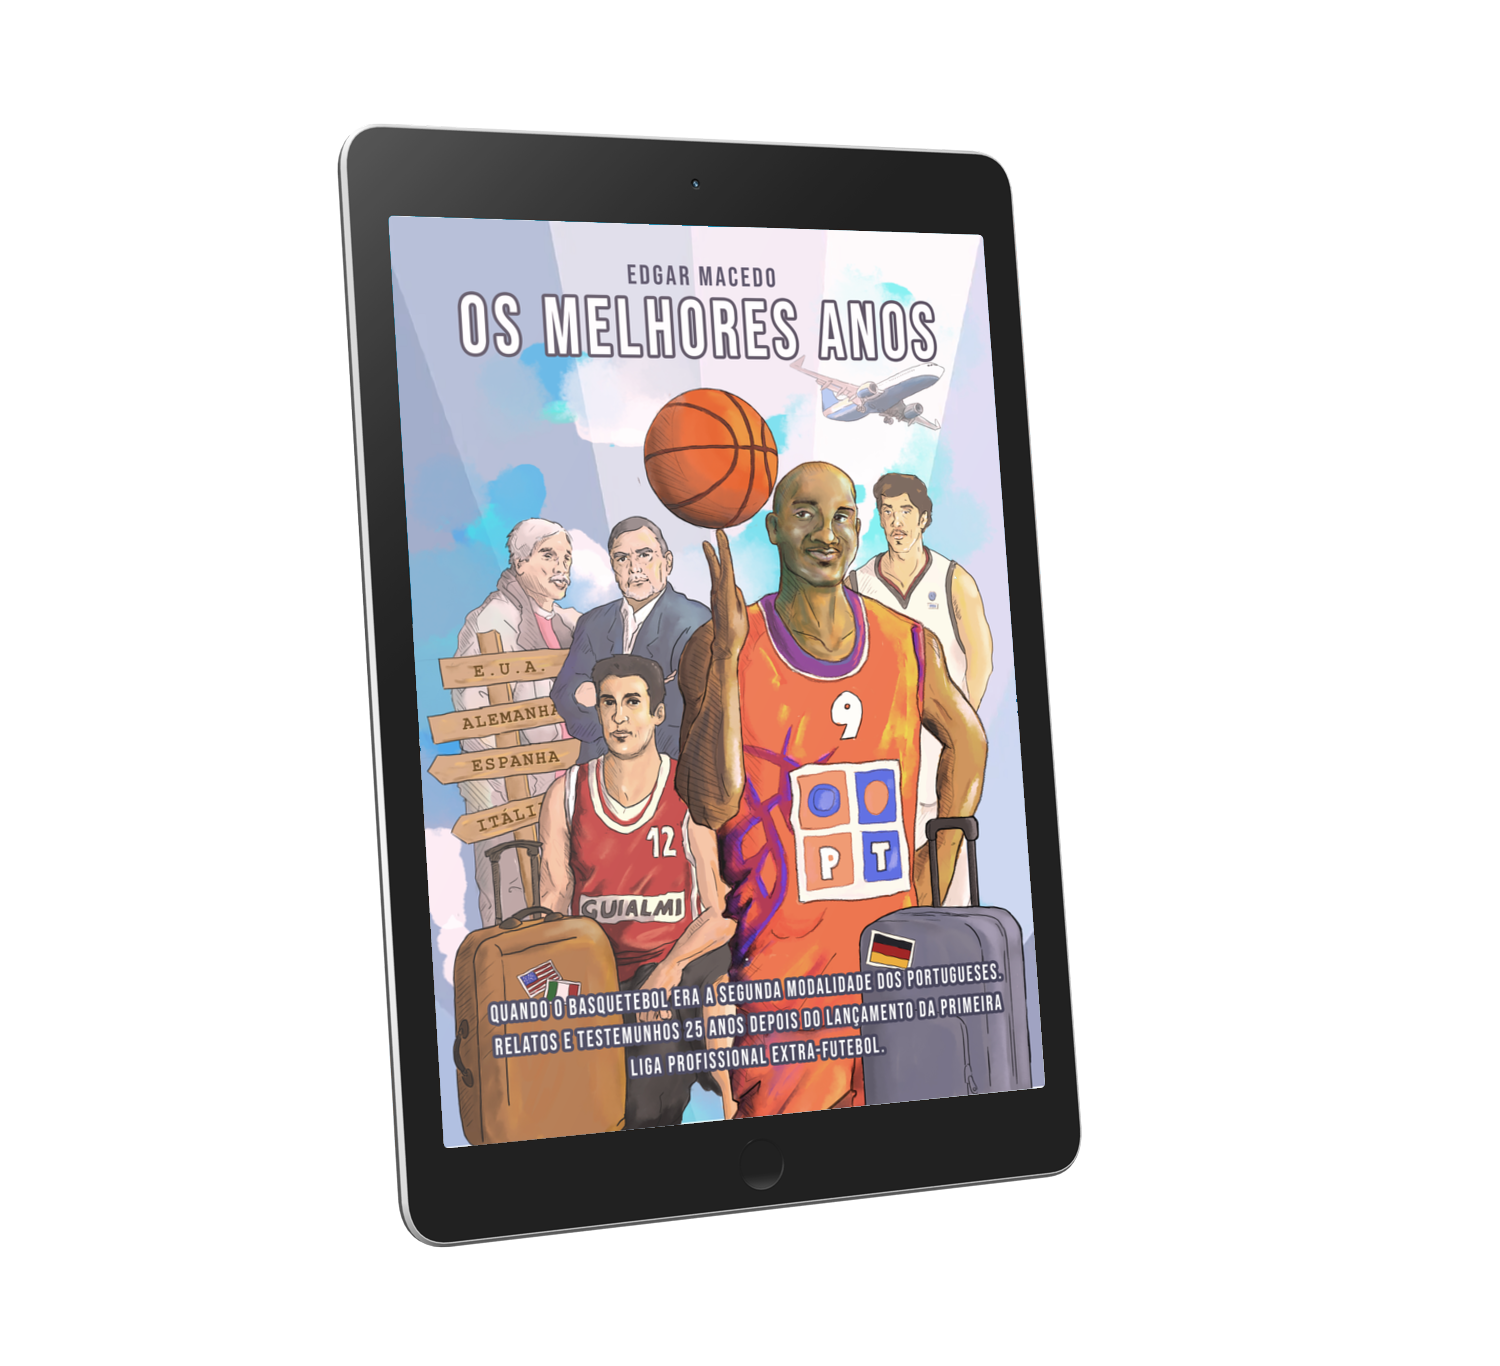 EDGAR MACEDO
OS MELHORES ANOS
E.U.A.
ALEMANHA
ESPANHA
ITÁLI
9
12
P T
GUIALMI
QUANDO O BASQUETEBOL ERA A SEGUNDA MODALIDADE DOS PORTUGUESES.
RELATOS E TESTEMUNHOS 25 ANOS DEPOIS DO LANÇAMENTO DA PRIMEIRA
LIGA PROFISSIONAL EXTRA-FUTEBOL.